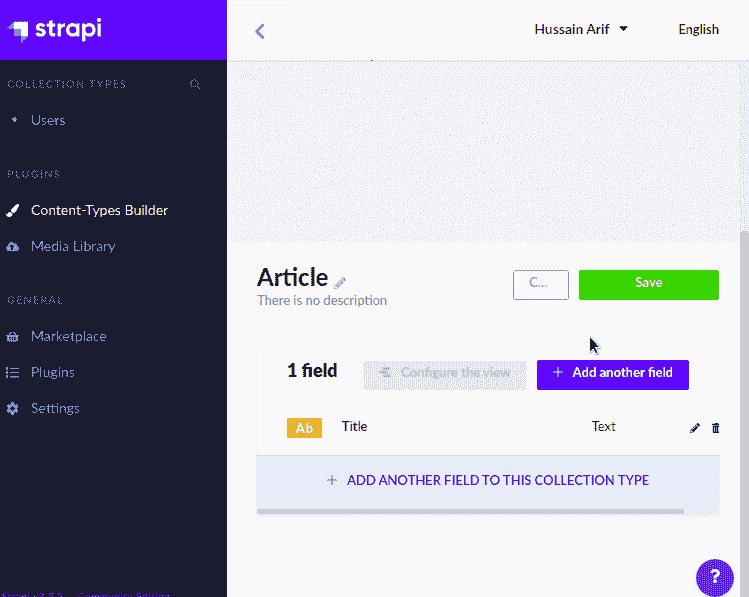 strapi
Hussain Arif
English
COLLECTION TYPES
Users
PLUGINS
Content-Types Builder
Media Library
GENERAL
Marketplace
Plugins
Settings
Article
There is no description
C...
Save
1 field
Configure the view
+ Add another field
Ab Title Text
+ ADD ANOTHER FIELD TO THIS COLLECTION TYPE
?